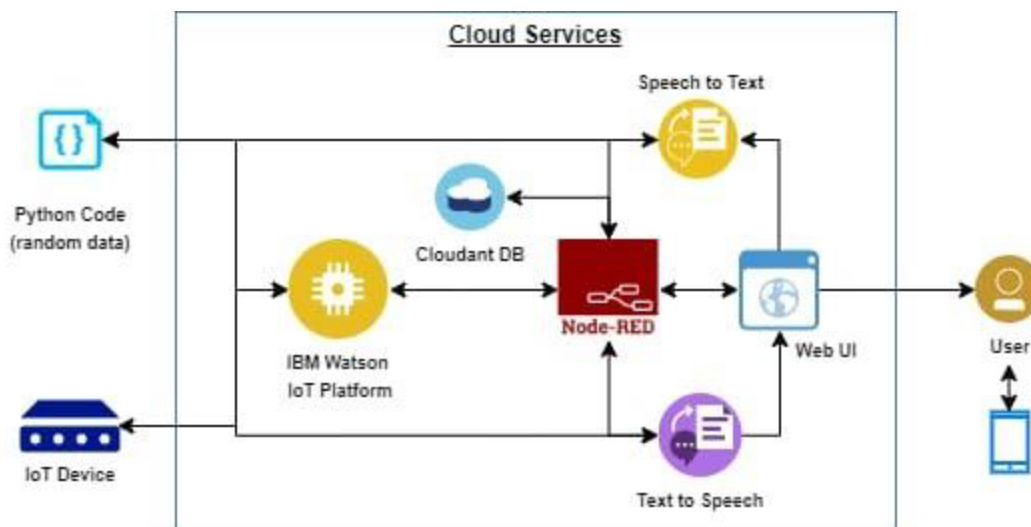 Cloud Services
Speech to Text
Python Code
(random data)
Cloudant DB
Node-RED
IBM Watson
IoT Platform
Web UI
User
IoT Device
Text to Speech